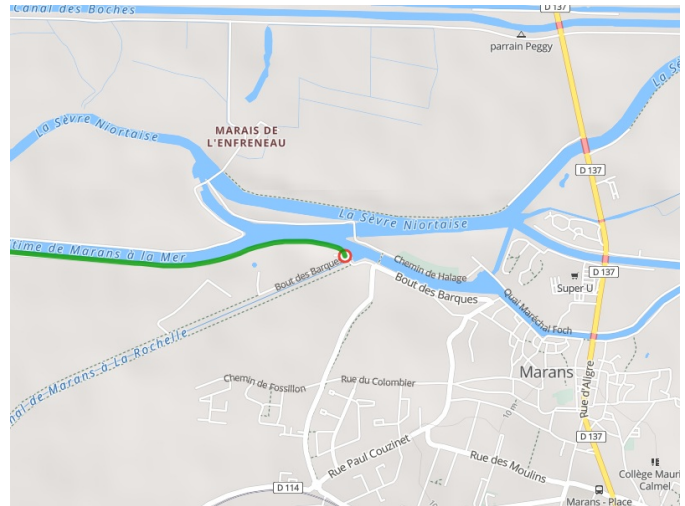 Canal des Boches
D 137
parrain Peggy
La Sèvre Niortaise
MARAIS DE
L'ENFRENEAU
D 137
La Sèvre Niortaise
time de Marans à la Mer
Bout des Barques
Chemin de Halage
Bout des Barques
D 137
Super U
Quai Maréchal Foch
nal de Marans à La Rochelle
Marans
Chemin de Fossillon
Rue du Colombier
Rue d'Aligre
10 m
D 137
Rue Paul Couzinet
Rue des Moulins
Collège Mauri
Calmel
D 114
Marans - Place